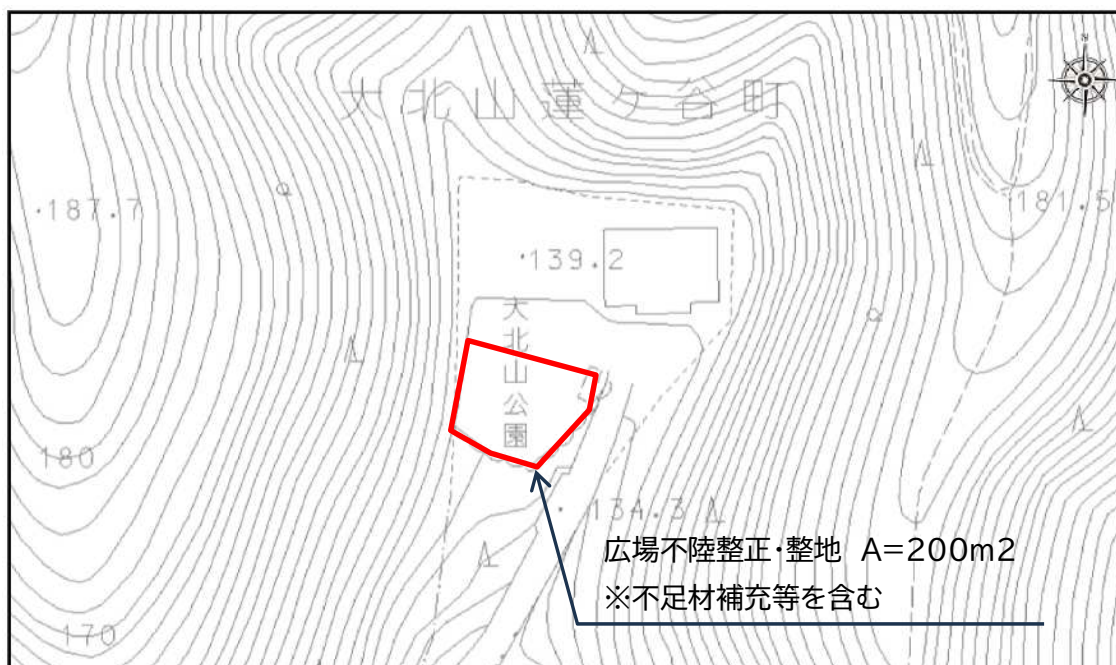 大北山蓮ケ谷町
N
187.7
181.5
139.2
大北山公園
180
134.3
広場不陸整正・整地 A=200m2
※不足材補充等を含む
170